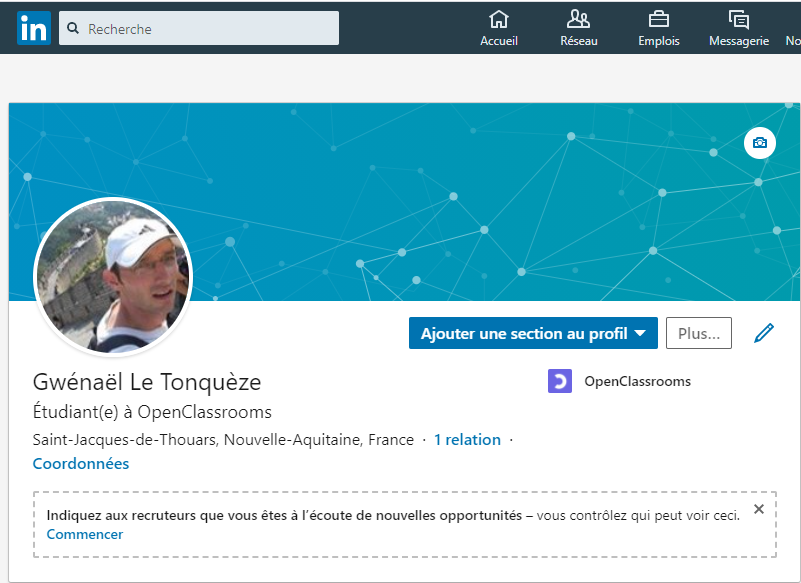 in
Recherche
Accueil
Réseau
Emplois
Messagerie
No
Ajouter une section au profil
Plus...
Gwénaël Le Tonquèze
OpenClassrooms
Étudiant(e) à OpenClassrooms
Saint-Jacques-de-Thouars, Nouvelle-Aquitaine, France · 1 relation ·
Coordonnées
Indiquez aux recruteurs que vous êtes à l’écoute de nouvelles opportunités – vous contrôlez qui peut voir ceci.
Commencer